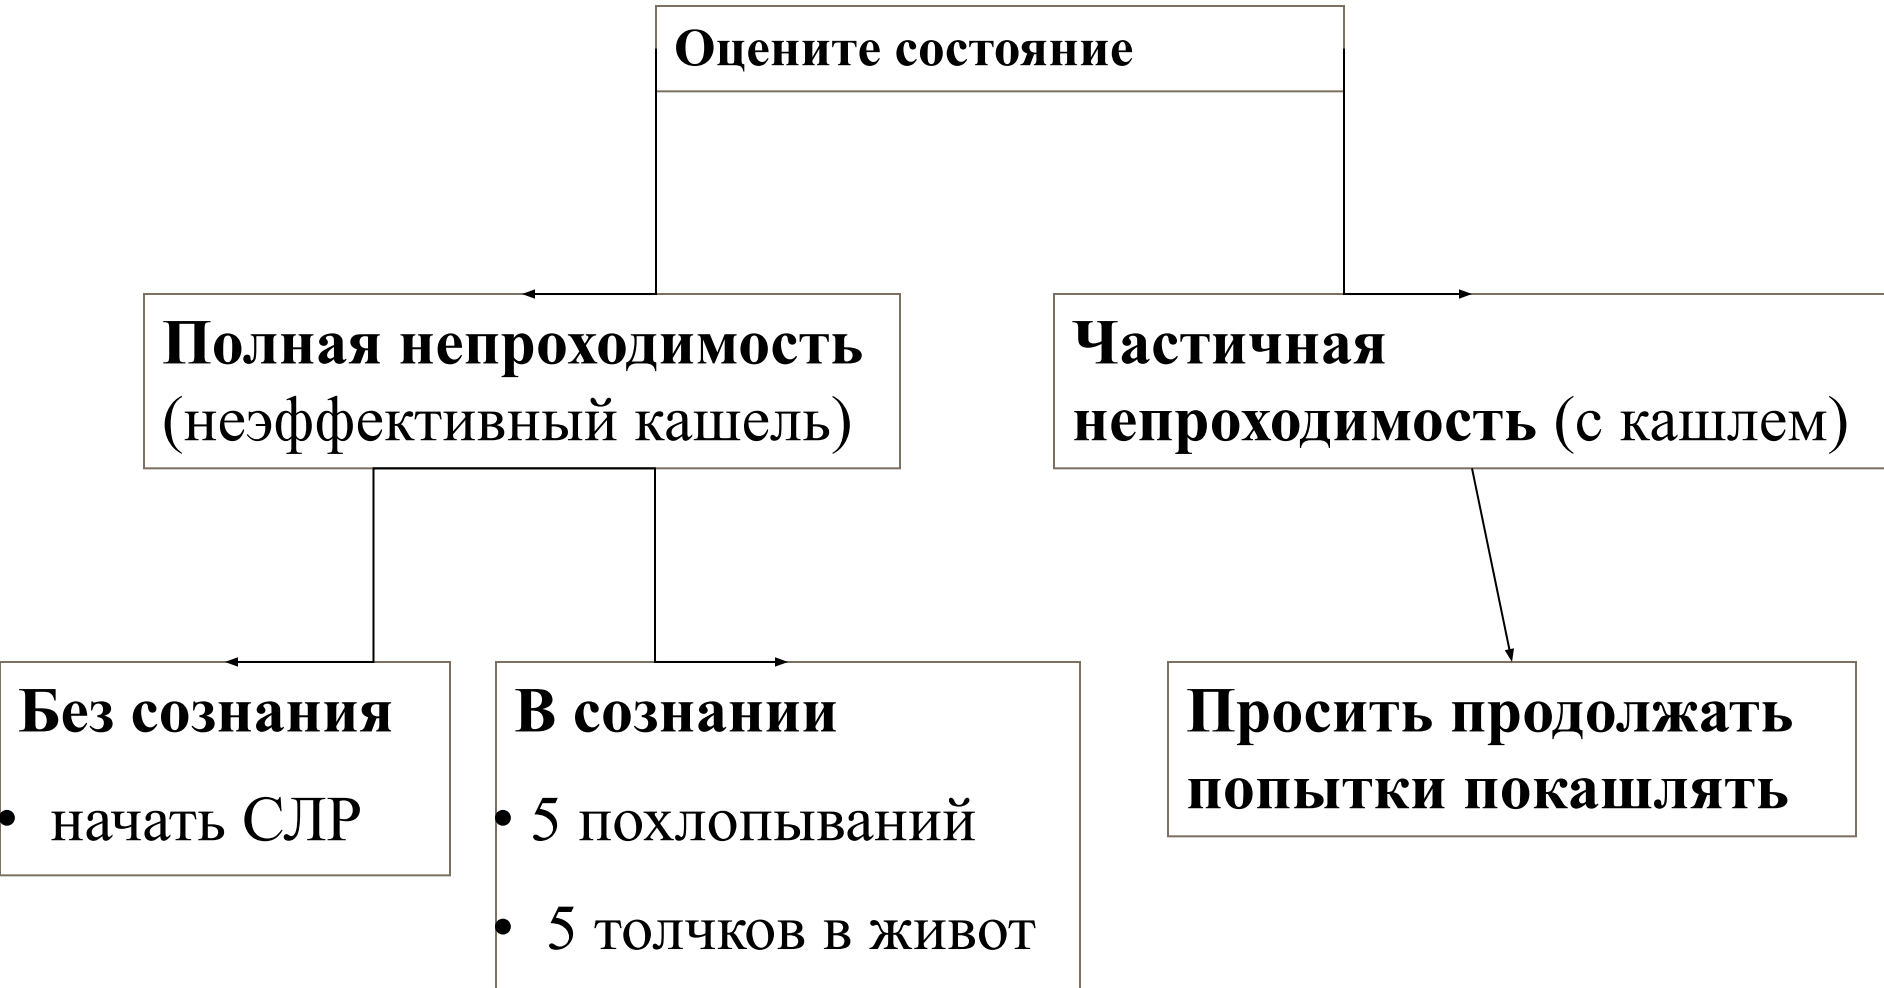 Оцените состояние
Полная непроходимость
(неэффективный кашель)
Частичная
непроходимость (с кашлем)
Без сознания
• начать СЛР
В сознании
• 5 похлопываний
• 5 толчков в живот
Просить продолжать
попытки покашлять